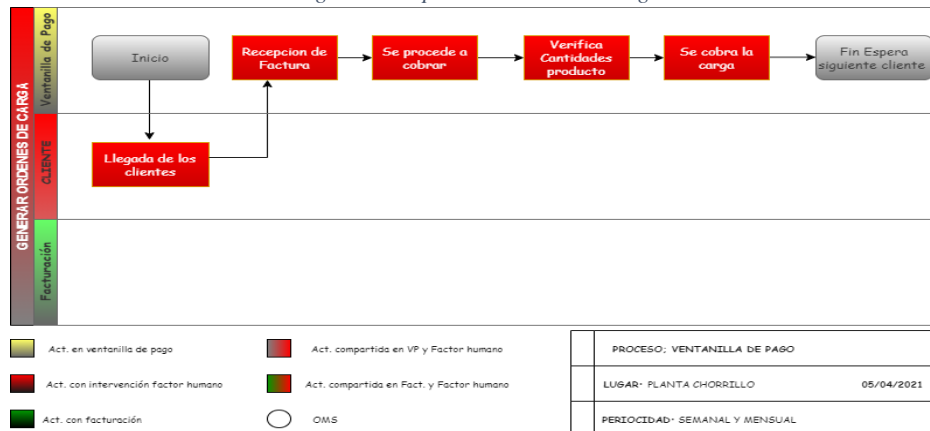 GENERAR ORDENES DE CARGA
Ventanilla de Pago
CLIENTE
Facturación
Inicio
Recepcion de
Factura
Se procede a
cobrar
Verifica
Cantidades
producto
Se cobra la
carga
Fin Espera
siguiente cliente
Llegada de los
clientes
Act. en ventanilla de pago
Act. compartida en VP y Factor humano
Act. con intervención factor humano
Act. compartida en Fact. y Factor humano
Act. con facturación
OMS
PROCESO; VENTANILLA DE PAGO
LUGAR· PLANTA CHORRILLO 05/04/2021
PERIOCIDAD· SEMANAL Y MENSUAL